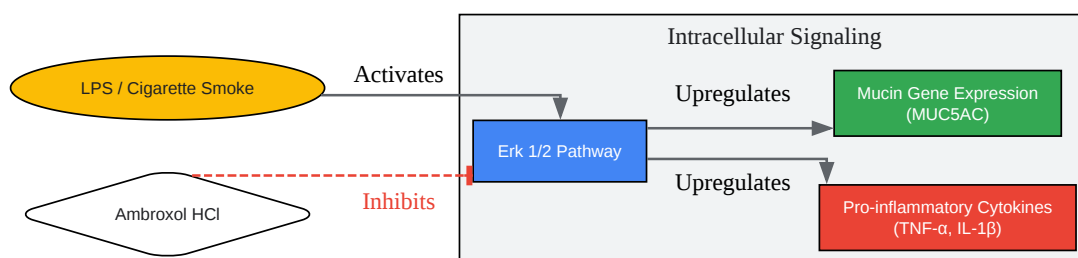 Intracellular Signaling
LPS / Cigarette Smoke
Activates
Upregulates
Mucin Gene Expression
(MUC5AC)
Erk 1/2 Pathway
Upregulates
Inhibits
Ambroxol HCl
Pro-inflammatory Cytokines
(TNF-α, IL-1β)